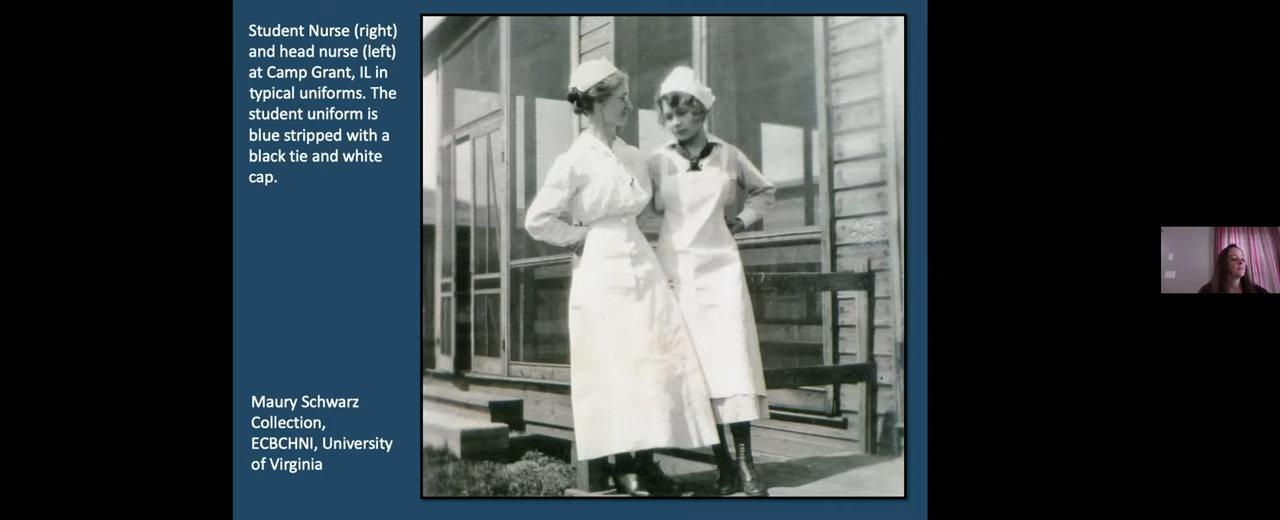 Student Nurse (right)
and head nurse (left)
at Camp Grant, IL in
typical uniforms. The
student uniform is
blue stripped with a
black tie and white
cap.
Maury Schwarz
Collection,
ECBCHNI, University
of Virginia